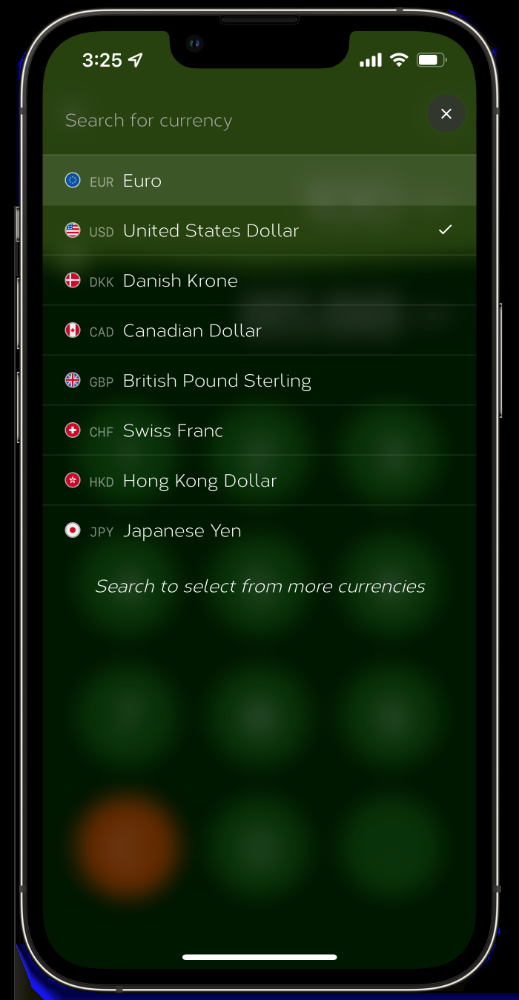 3:25
Search for currency
EUR Euro
USD United States Dollar
DKK Danish Krone
CAD Canadian Dollar
GBP British Pound Sterling
CHF Swiss Franc
HKD Hong Kong Dollar
JPY Japanese Yen
Search to select from more currencies